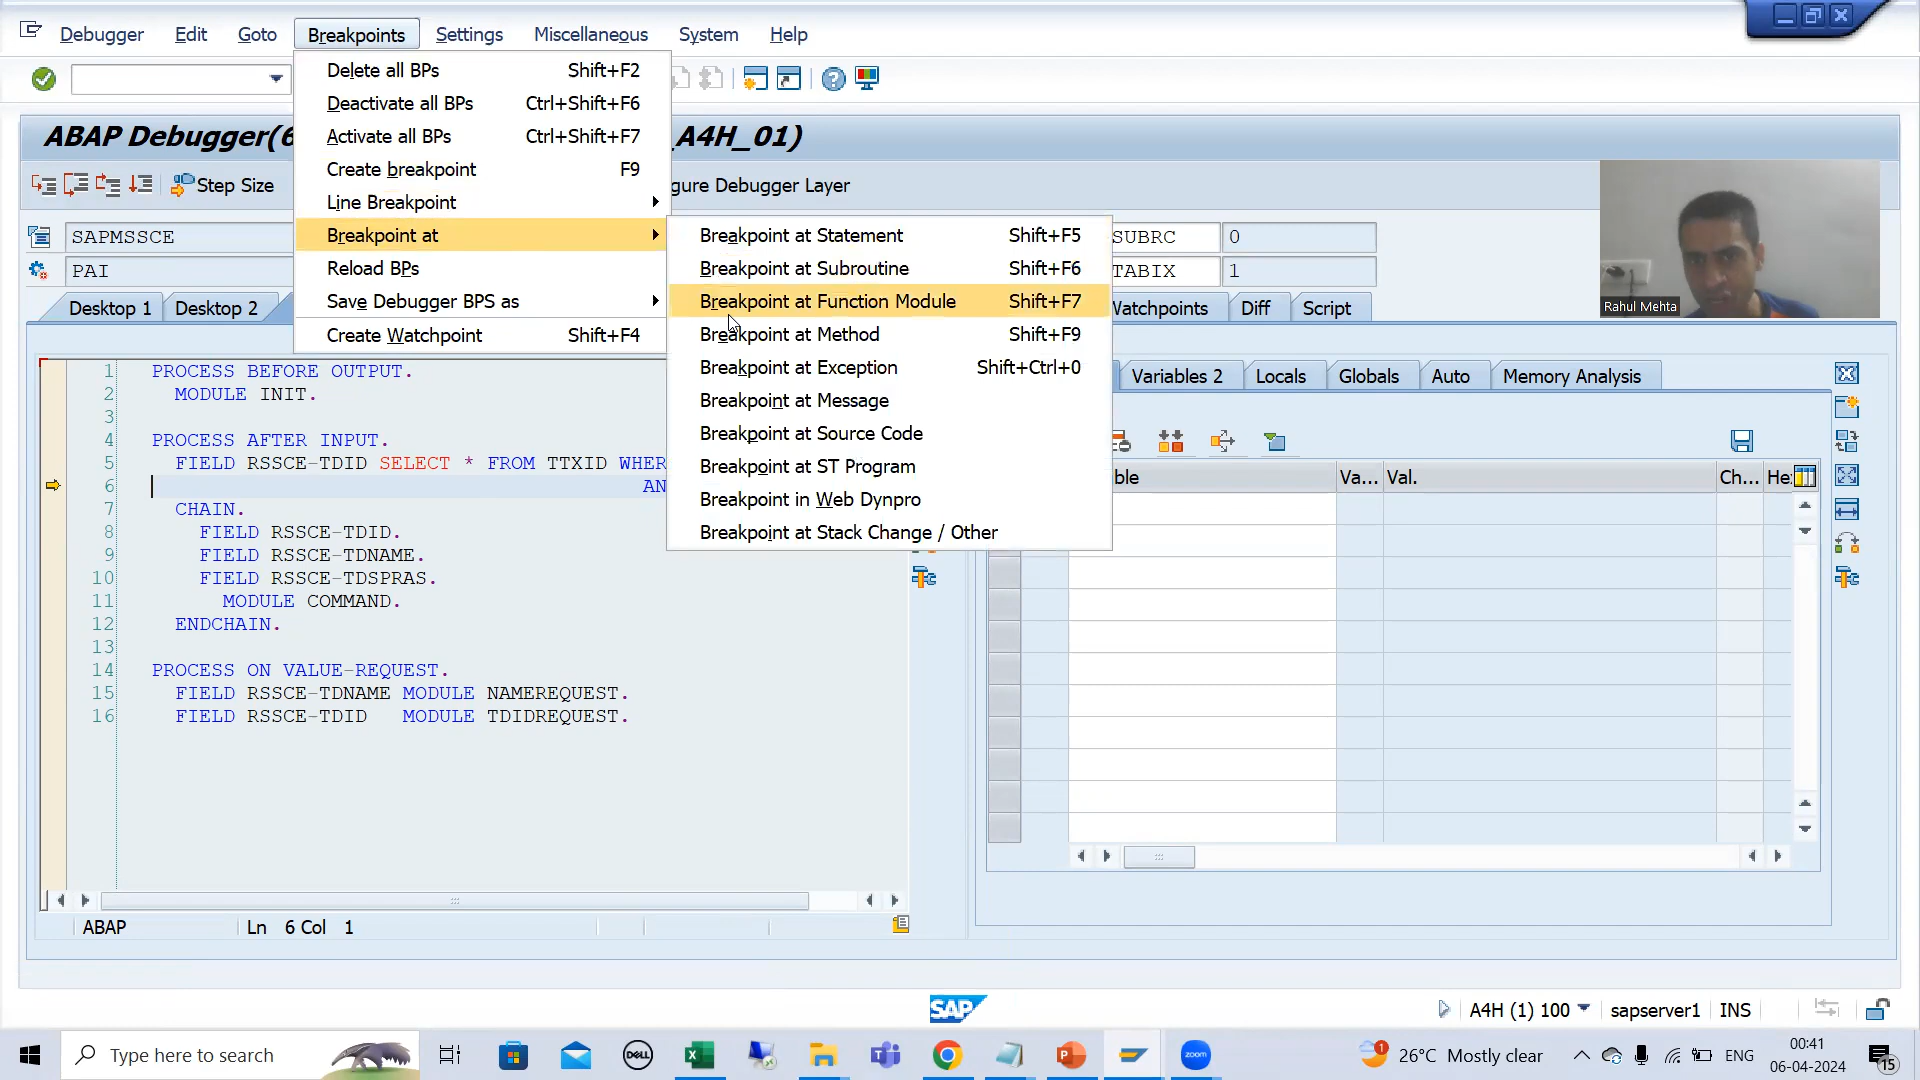 Debugger Edit Goto Breakpoints Settings Miscellaneous System Help
Delete all BPs Shift+F2
Deactivate all BPs Ctrl+Shift+F6
Activate all BPs Ctrl+Shift+F7
Create breakpoint F9
Line Breakpoint
Breakpoint at
Reload BPs
Save Debugger BPS as
Create Watchpoint Shift+F4
Breakpoint at Statement Shift+F5
Breakpoint at Subroutine Shift+F6
Breakpoint at Function Module Shift+F7
Breakpoint at Method Shift+F9
Breakpoint at Exception Shift+Ctrl+0
Breakpoint at Message
Breakpoint at Source Code
Breakpoint at ST Program
Breakpoint in Web Dynpro
Breakpoint at Stack Change / Other
ABAP Debugger(6 _A4H_01)
Step Size gure Debugger Layer
SAPMSSCE SUBRC 0
PAI TABIX 1
Rahul Mehta
Desktop 1 Desktop 2 Watchpoints Diff Script
Variables 2 Locals Globals Auto Memory Analysis
ble Va... Val. Ch... He
1 PROCESS BEFORE OUTPUT.
2 MODULE INIT.
3
4 PROCESS AFTER INPUT.
5 FIELD RSSCE-TDID SELECT * FROM TTXID WHER
6 AN
7 CHAIN.
8 FIELD RSSCE-TDID.
9 FIELD RSSCE-TDNAME.
10 FIELD RSSCE-TDSPRAS.
11 MODULE COMMAND.
12 ENDCHAIN.
13
14 PROCESS ON VALUE-REQUEST.
15 FIELD RSSCE-TDNAME MODULE NAMEREQUEST.
16 FIELD RSSCE-TDID MODULE TDIDREQUEST.
ABAP Ln 6 Col 1
SAP
A4H (1) 100 sapserver1 INS
Type here to search
DELL
zoom
1
26°C Mostly clear
ENG
00:41
06-04-2024
15